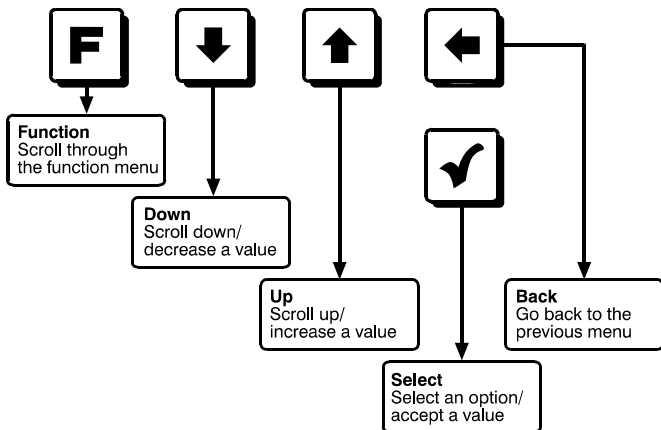 F
Function
Scroll through
the function menu
Down
Scroll down/
decrease a value
Up
Scroll up/
increase a value
Back
Go back to the
previous menu
Select
Select an option/
accept a value